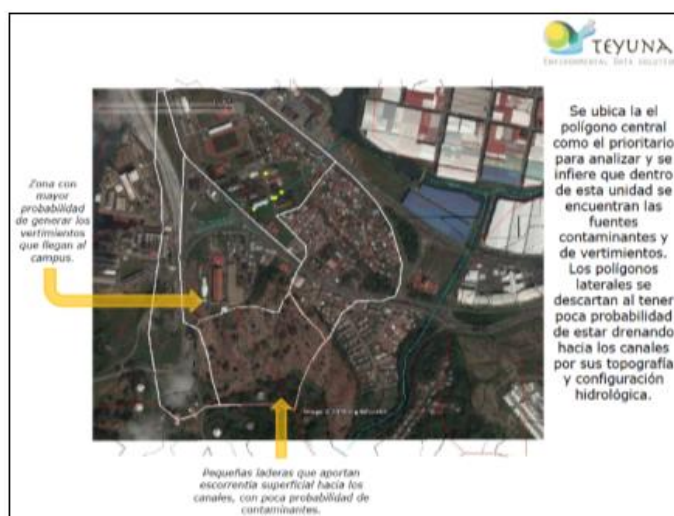 TEYUNA
ENVIRONMENTAL DATA SOLUTION
Se ubica la el
polígono central
como el prioritario
para analizar y se
infiere que dentro
de esta unidad se
encuentran las
fuentes
contaminantes y
de vertimientos.
Los polígonos
laterales se
descartan al tener
poca probabilidad
de estar drenando
hacia los canales
por sus topografía
y configuración
hidrológica.
Zona con
mayor
probabilidad
de generar los
vertimientos
que llegan al
campus.
Pequeñas laderas que aportan
escorrentía superficial hacia los
canales, con poca probabilidad de
contaminantes.